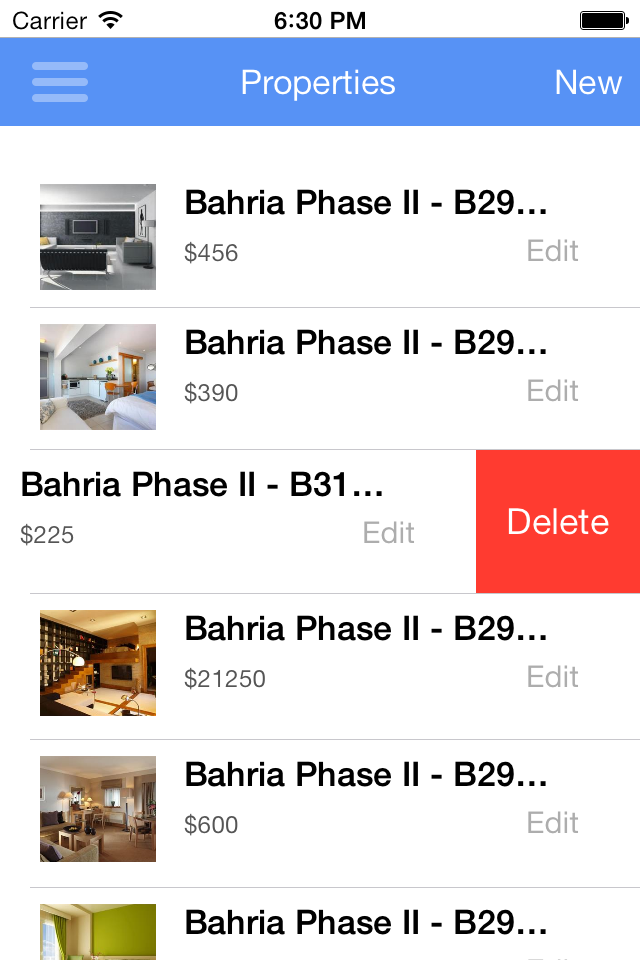 Carrier 6:30 PM
Properties New
Bahria Phase II - B29...
$456 Edit
Bahria Phase II - B29...
$390 Edit
Bahria Phase II - B31...
$225 Edit Delete
Bahria Phase II - B29...
$21250 Edit
Bahria Phase II - B29...
$600 Edit
Bahria Phase II - B29...